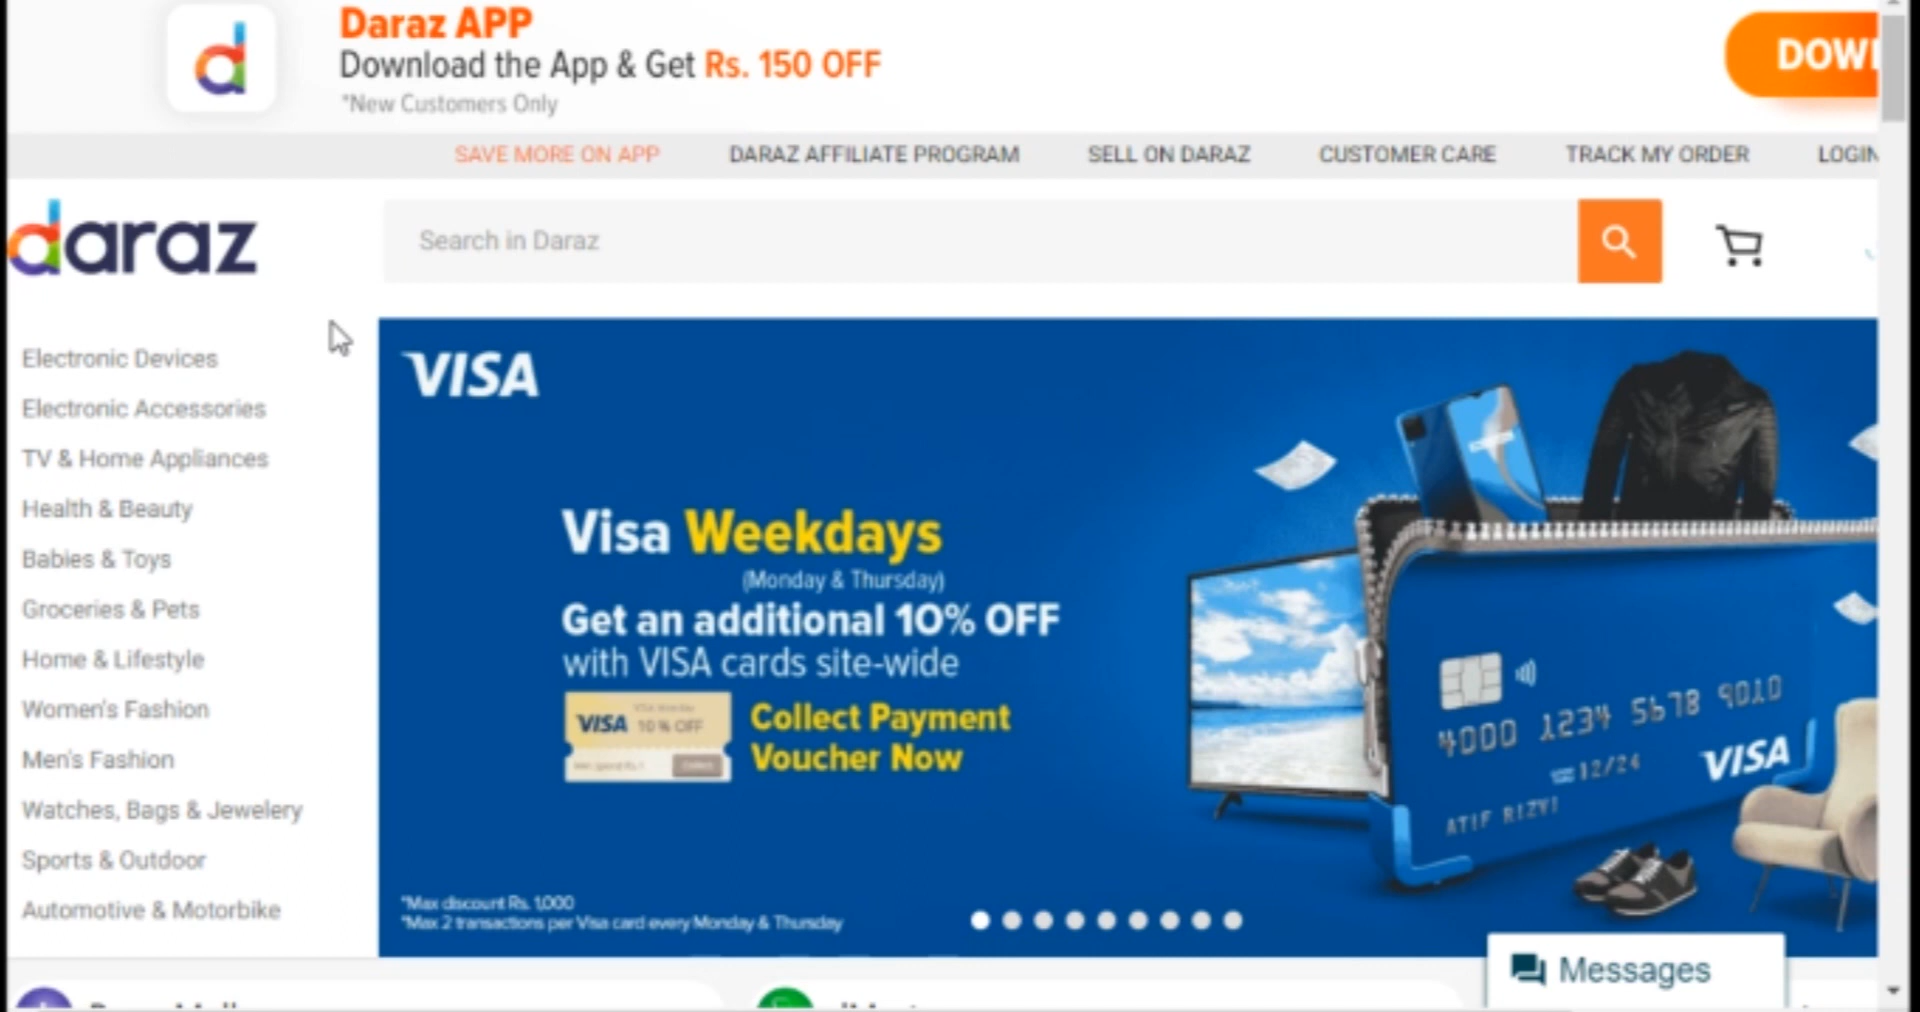 Daraz APP
Download the App & Get Rs. 150 OFF
*New Customers Only
SAVE MORE ON APP DARAZ AFFILIATE PROGRAM SELL ON DARAZ CUSTOMER CARE TRACK MY ORDER LOGIN
daraz
Search in Daraz
Electronic Devices
Electronic Accessories
TV & Home Appliances
Health & Beauty
Babies & Toys
Groceries & Pets
Home & Lifestyle
Women's Fashion
Men's Fashion
Watches, Bags & Jewelery
Sports & Outdoor
Automotive & Motorbike
VISA
Visa Weekdays
(Monday & Thursday)
Get an additional 10% OFF
with VISA cards site-wide
VISA 10% OFF
Collect Payment
Voucher Now
4000 1234 5678 9010
12/24
VISA
ATIF RIZVI
*Max discount Rs. 1,000
*Max 2 transactions per Visa card every Monday & Thursday
Messages